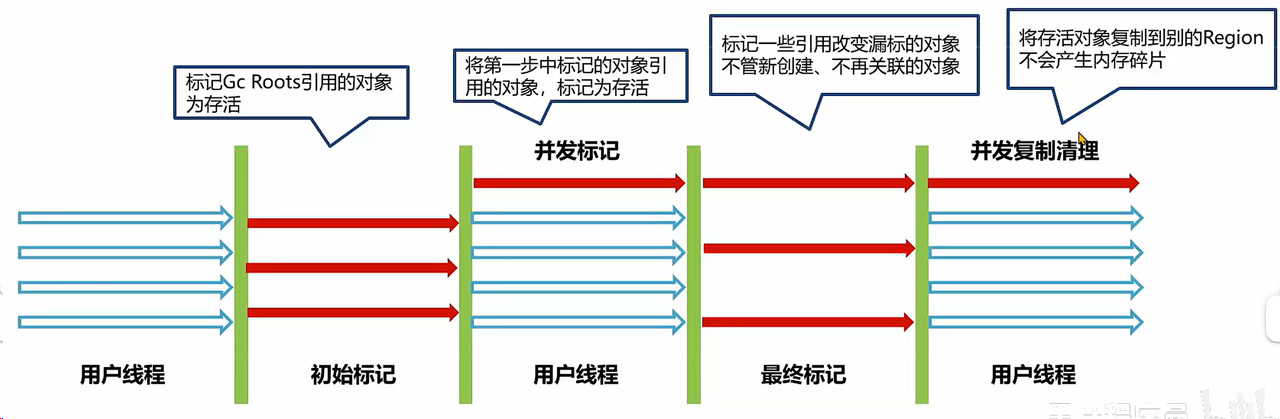 标记Gc Roots引用的对象
为存活
将第一步中标记的对象引
用的对象，标记为存活
标记一些引用改变漏标的对象
不管新创建、不再关联的对象
将存活对象复制到别的Region
不会产生内存碎片
并发标记
并发复制清理
用户线程
初始标记
用户线程
最终标记
用户线程